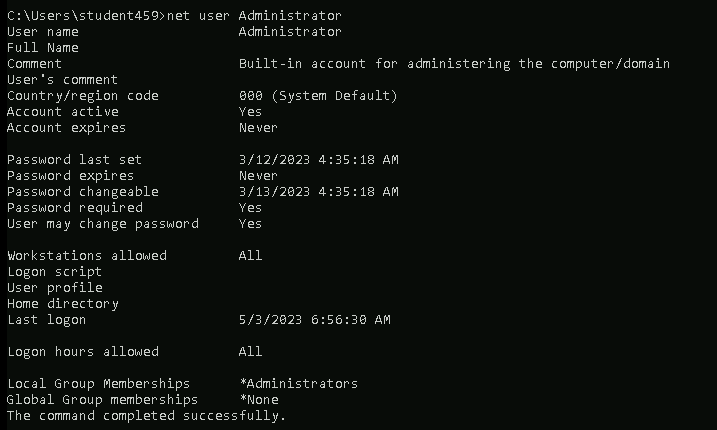 C:\Users\student459>net user Administrator
User name                    Administrator
Full Name
Comment                      Built-in account for administering the computer/domain
User's comment
Country/region code          000 (System Default)
Account active               Yes
Account expires              Never

Password last set            3/12/2023 4:35:18 AM
Password expires             Never
Password changeable          3/13/2023 4:35:18 AM
Password required            Yes
User may change password     Yes

Workstations allowed         All
Logon script
User profile
Home directory
Last logon                   5/3/2023 6:56:30 AM

Logon hours allowed          All

Local Group Memberships      *Administrators
Global Group memberships     *None
The command completed successfully.